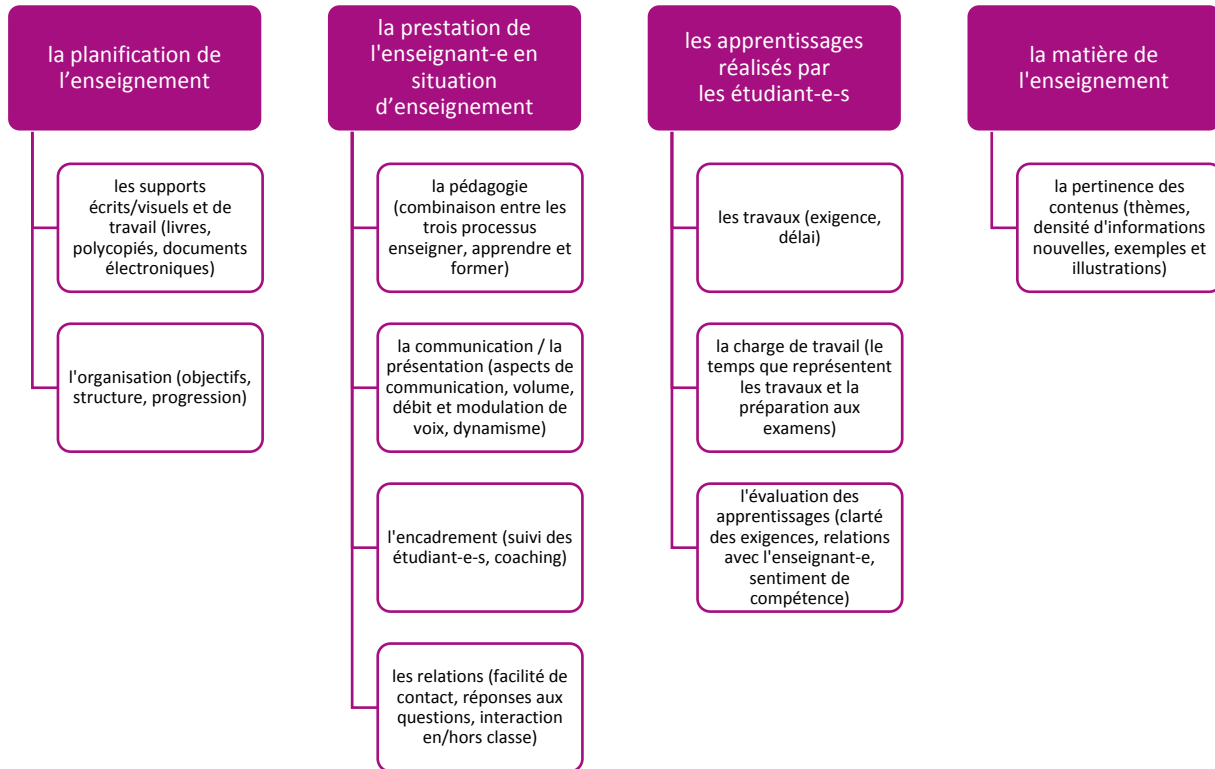 la planification de
l’enseignement
les supports
écrits/visuels et de
travail (livres,
polycopiés, documents
électroniques)
l'organisation (objectifs,
structure, progression)
la prestation de
l'enseignant-e en
situation
d’enseignement
la pédagogie
(combinaison entre les
trois processus
enseigner, apprendre et
former)
la communication / la
présentation (aspects de
communication, volume,
débit et modulation de
voix, dynamisme)
l'encadrement (suivi des
étudiant-e-s, coaching)
les relations (facilité de
contact, réponses aux
questions, interaction
en/hors classe)
les apprentissages
réalisés par
les étudiant-e-s
les travaux (exigence,
délai)
la charge de travail (le
temps que représentent
les travaux et la
préparation aux
examens)
l'évaluation des
apprentissages (clarté
des exigences, relations
avec l'enseignant-e,
sentiment de
compétence)
la matière de
l'enseignement
la pertinence des
contenus (thèmes,
densité d'informations
nouvelles, exemples et
illustrations)